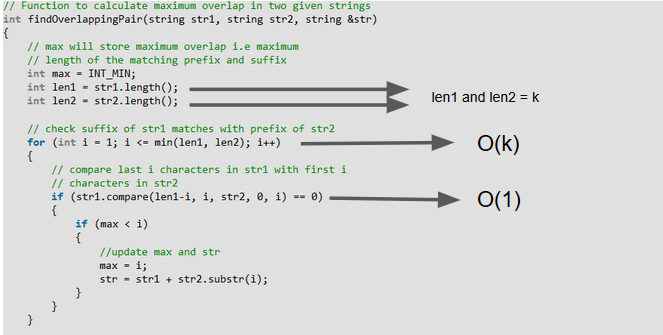 // Function to calculate maximum overlap in two given strings
int findOverlappingPair(string str1, string str2, string &str)
{
// max will store maximum overlap i.e maximum
// length of the matching prefix and suffix
int max = INT_MIN;
int len1 = str1.length();
int len2 = str2.length();
len1 and len2 = k
// check suffix of str1 matches with prefix of str2
for (int i = 1; i <= min(len1, len2); i++)
O(k)
{
// compare last i characters in str1 with first i
// characters in str2
if (str1.compare(len1-i, i, str2, 0, i) == 0)
O(1)
{
if (max < i)
{
//update max and str
max = i;
str = str1 + str2.substr(i);
}
}
}